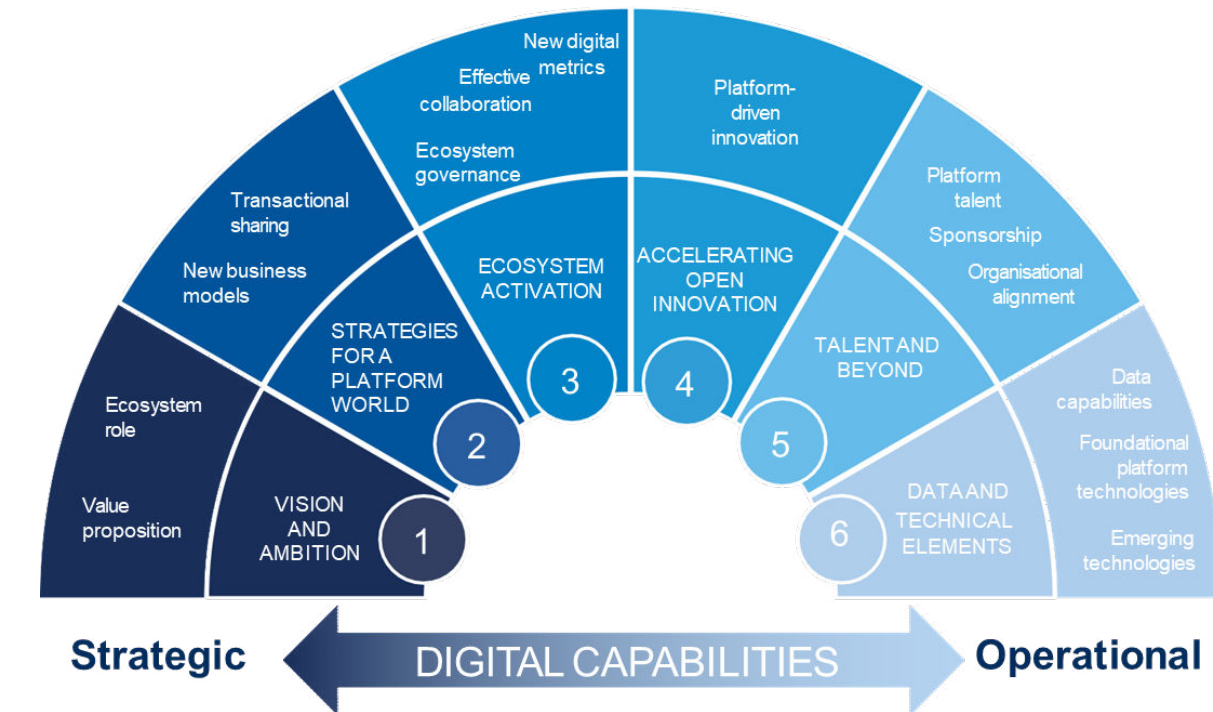 New digital
metrics
Effective
collaboration
Ecosystem
governance
Platform-
driven
innovation
Transactional
sharing
New business
models
Platform
talent
Sponsorship
Organisational
alignment
ECOSYSTEM
ACTIVATION
ACCELERATING
OPEN
INNOVATION
STRATEGIES
FOR A
PLATFORM
WORLD
TALENT AND
BEYOND
3
4
2
5
Ecosystem
role
Value
proposition
Data
capabilities
Foundational
platform
technologies
Emerging
technologies
VISION
AND
AMBITION
1
6
DATA AND
TECHNICAL
ELEMENTS
Strategic
DIGITAL CAPABILITIES
Operational